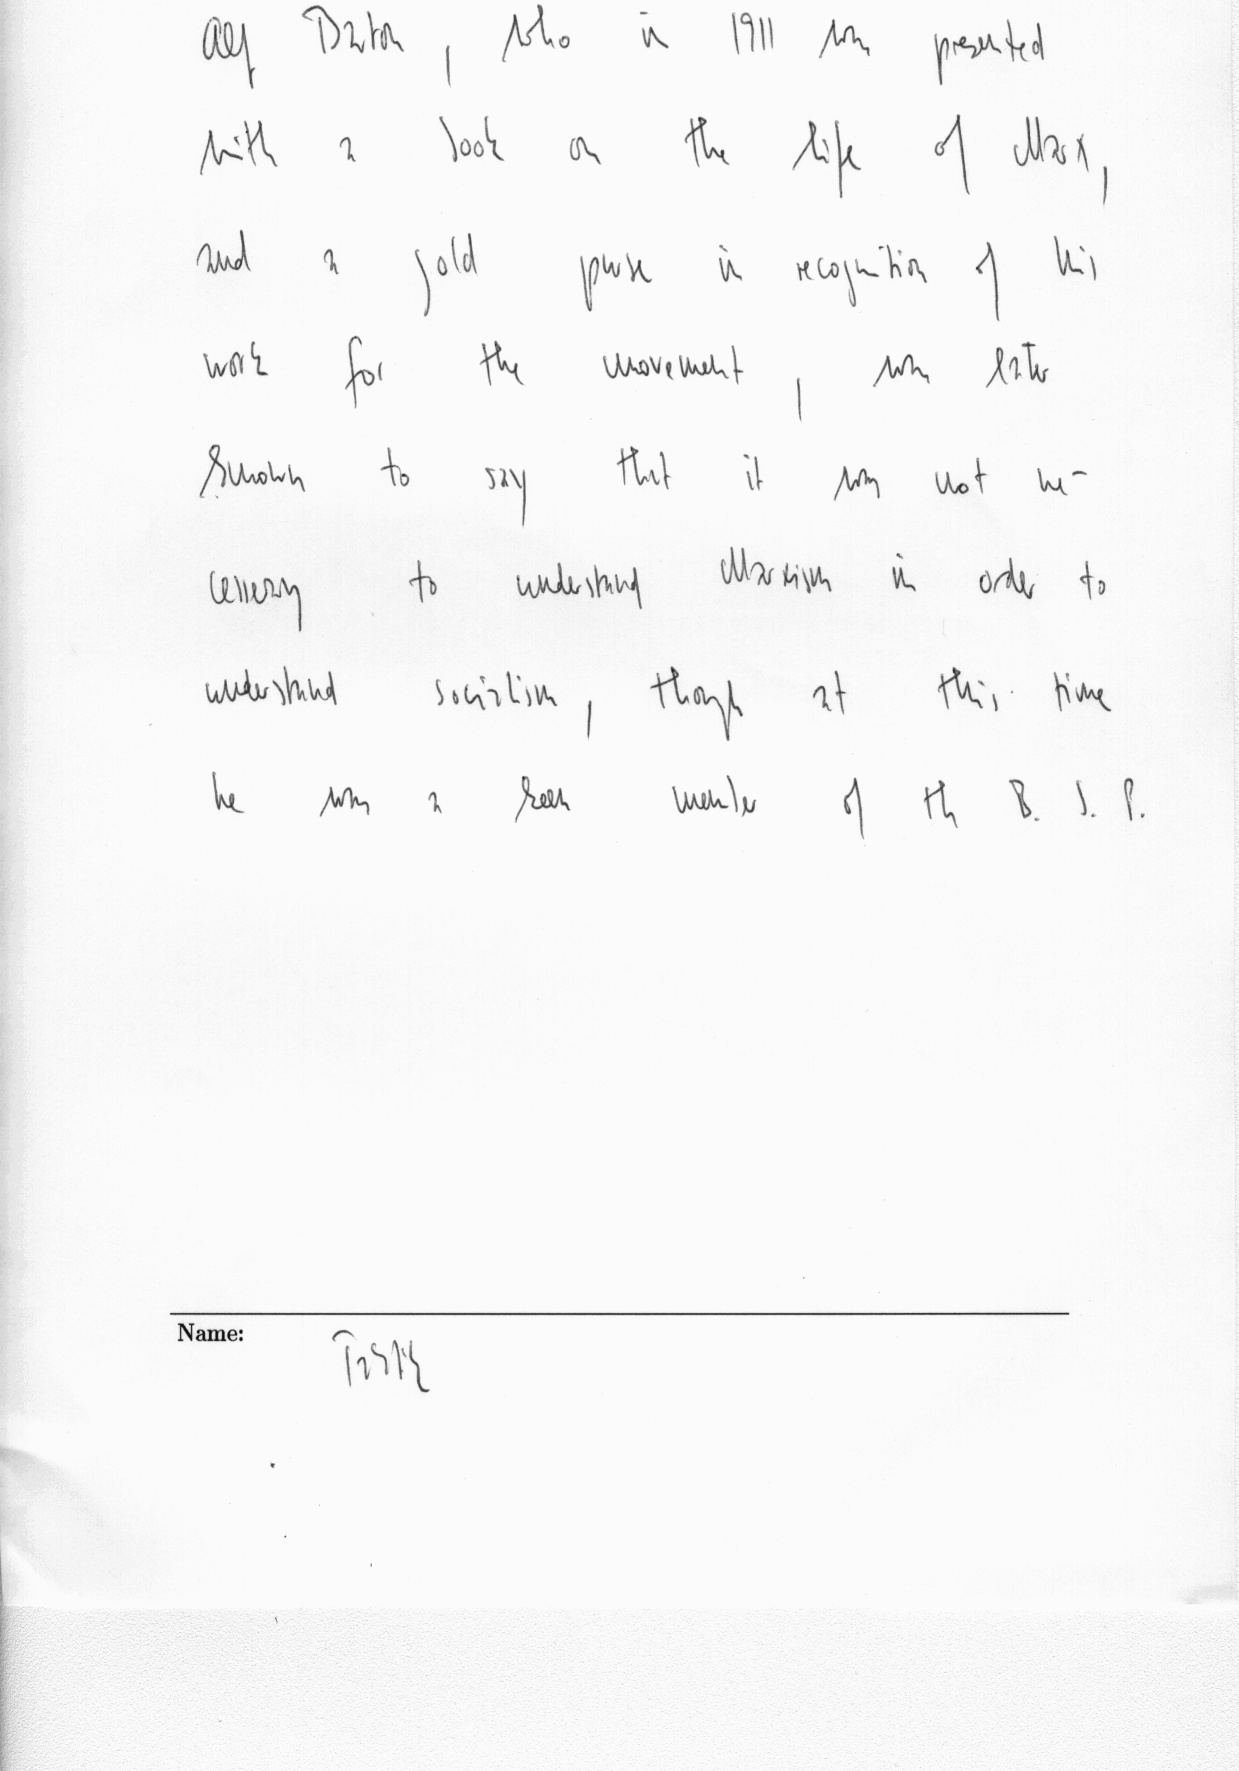 Alf Barton, who in 1911 was presented
with a book on the life of Marx,
and a gold purse in recognition of his
work for the movement, was later
known to say that it was not ne-
cessary to understand Marxism in order to
understand socialism, though at this time
he was a keen member of the B. S. P.
Name: